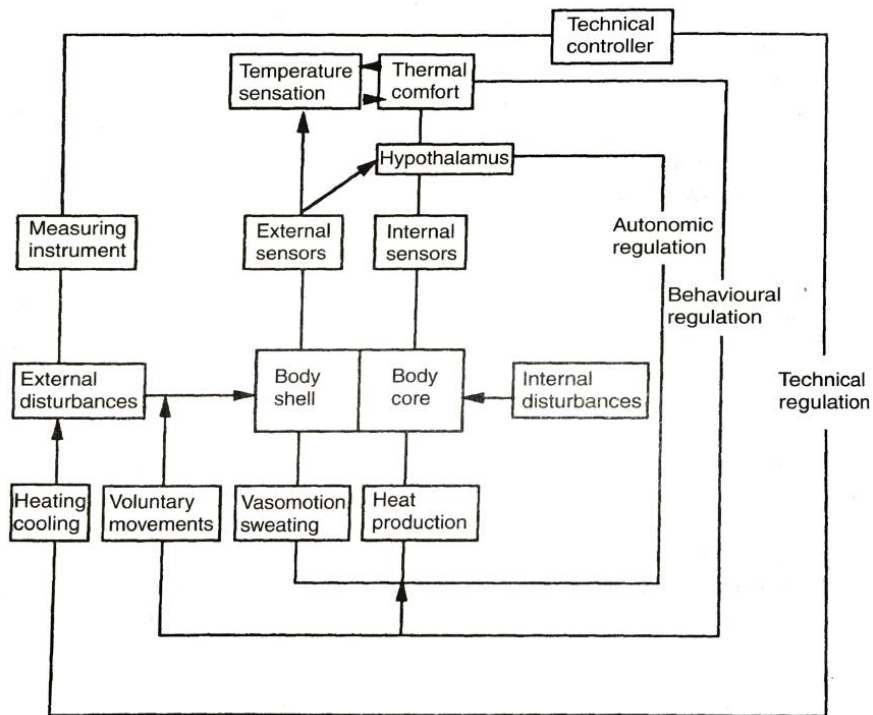 Technical
controller
Temperature
sensation
Thermal
comfort
Hypothalamus
Measuring
instrument
External
sensors
Internal
sensors
Autonomic
regulation
Behavioural
regulation
External
disturbances
Body
shell
Body
core
Internal
disturbances
Technical
regulation
Heating
cooling
Voluntary
movements
Vasomotion
sweating
Heat
production